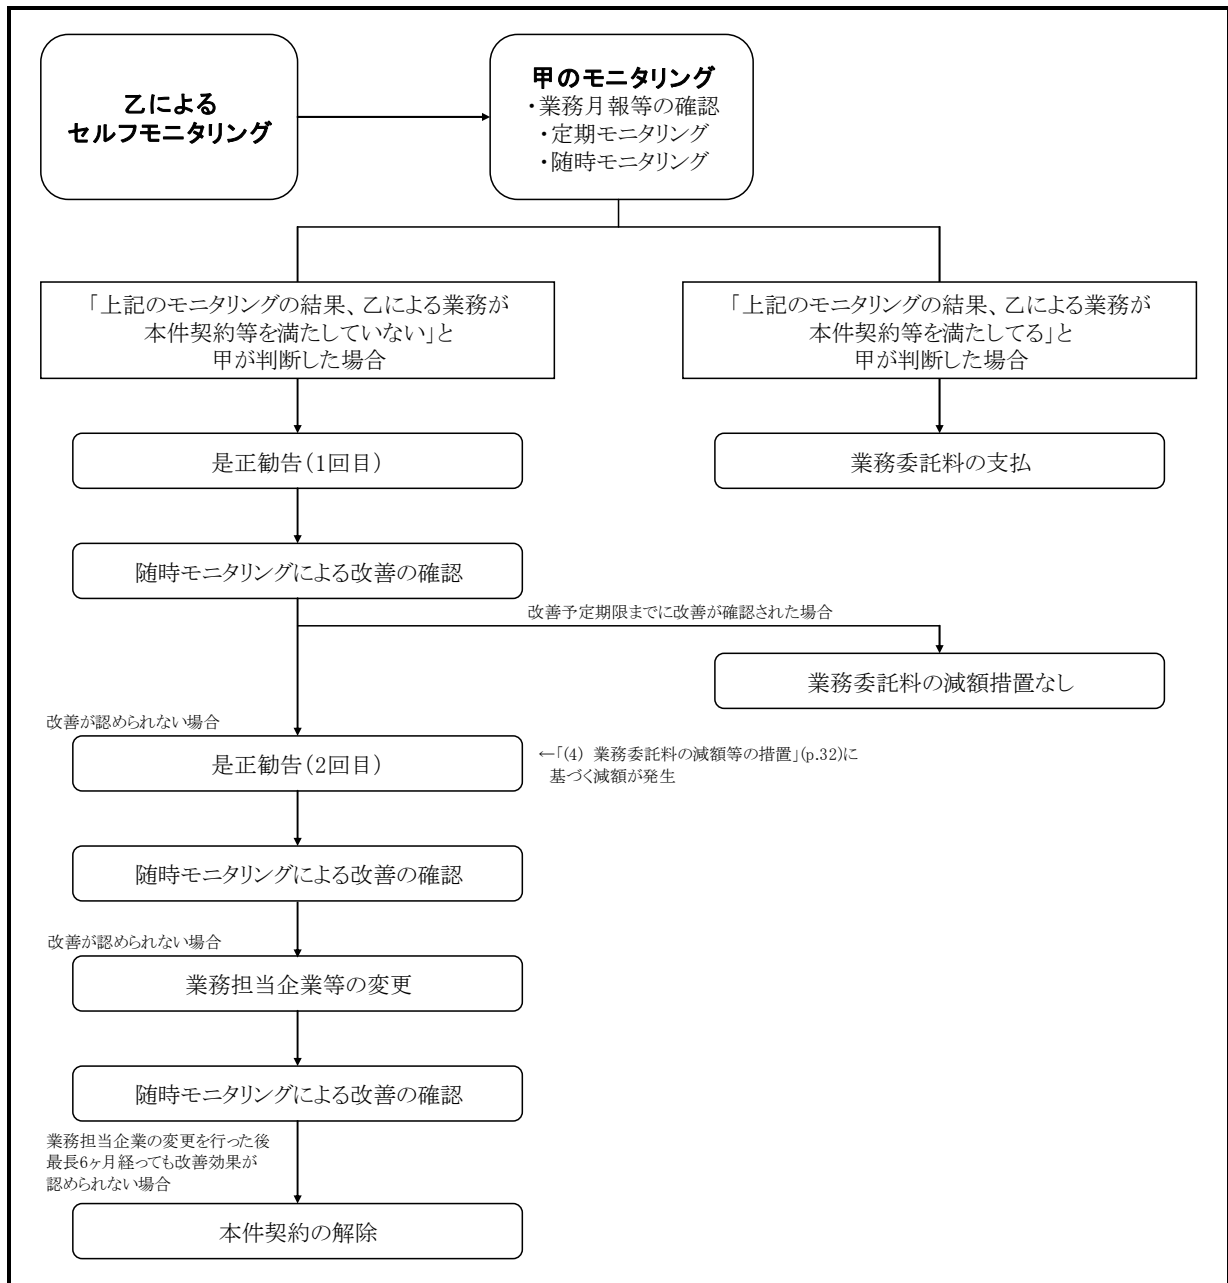 乙による
セルフモニタリング
甲のモニタリング
・業務月報等の確認
・定期モニタリング
・随時モニタリング
「上記のモニタリングの結果、乙による業務が
本件契約等を満たしていない」と
甲が判断した場合
「上記のモニタリングの結果、乙による業務が
本件契約等を満たしてる」と
甲が判断した場合
是正勧告(1回目)
業務委託料の支払
随時モニタリングによる改善の確認
改善予定期限までに改善が確認された場合
業務委託料の減額措置なし
改善が認められない場合
是正勧告(2回目)
←「(4) 業務委託料の減額等の措置」(p.32)に
基づく減額が発生
随時モニタリングによる改善の確認
改善が認められない場合
業務担当企業等の変更
随時モニタリングによる改善の確認
業務担当企業の変更を行った後
最長6ヶ月経っても改善効果が
認められない場合
本件契約の解除